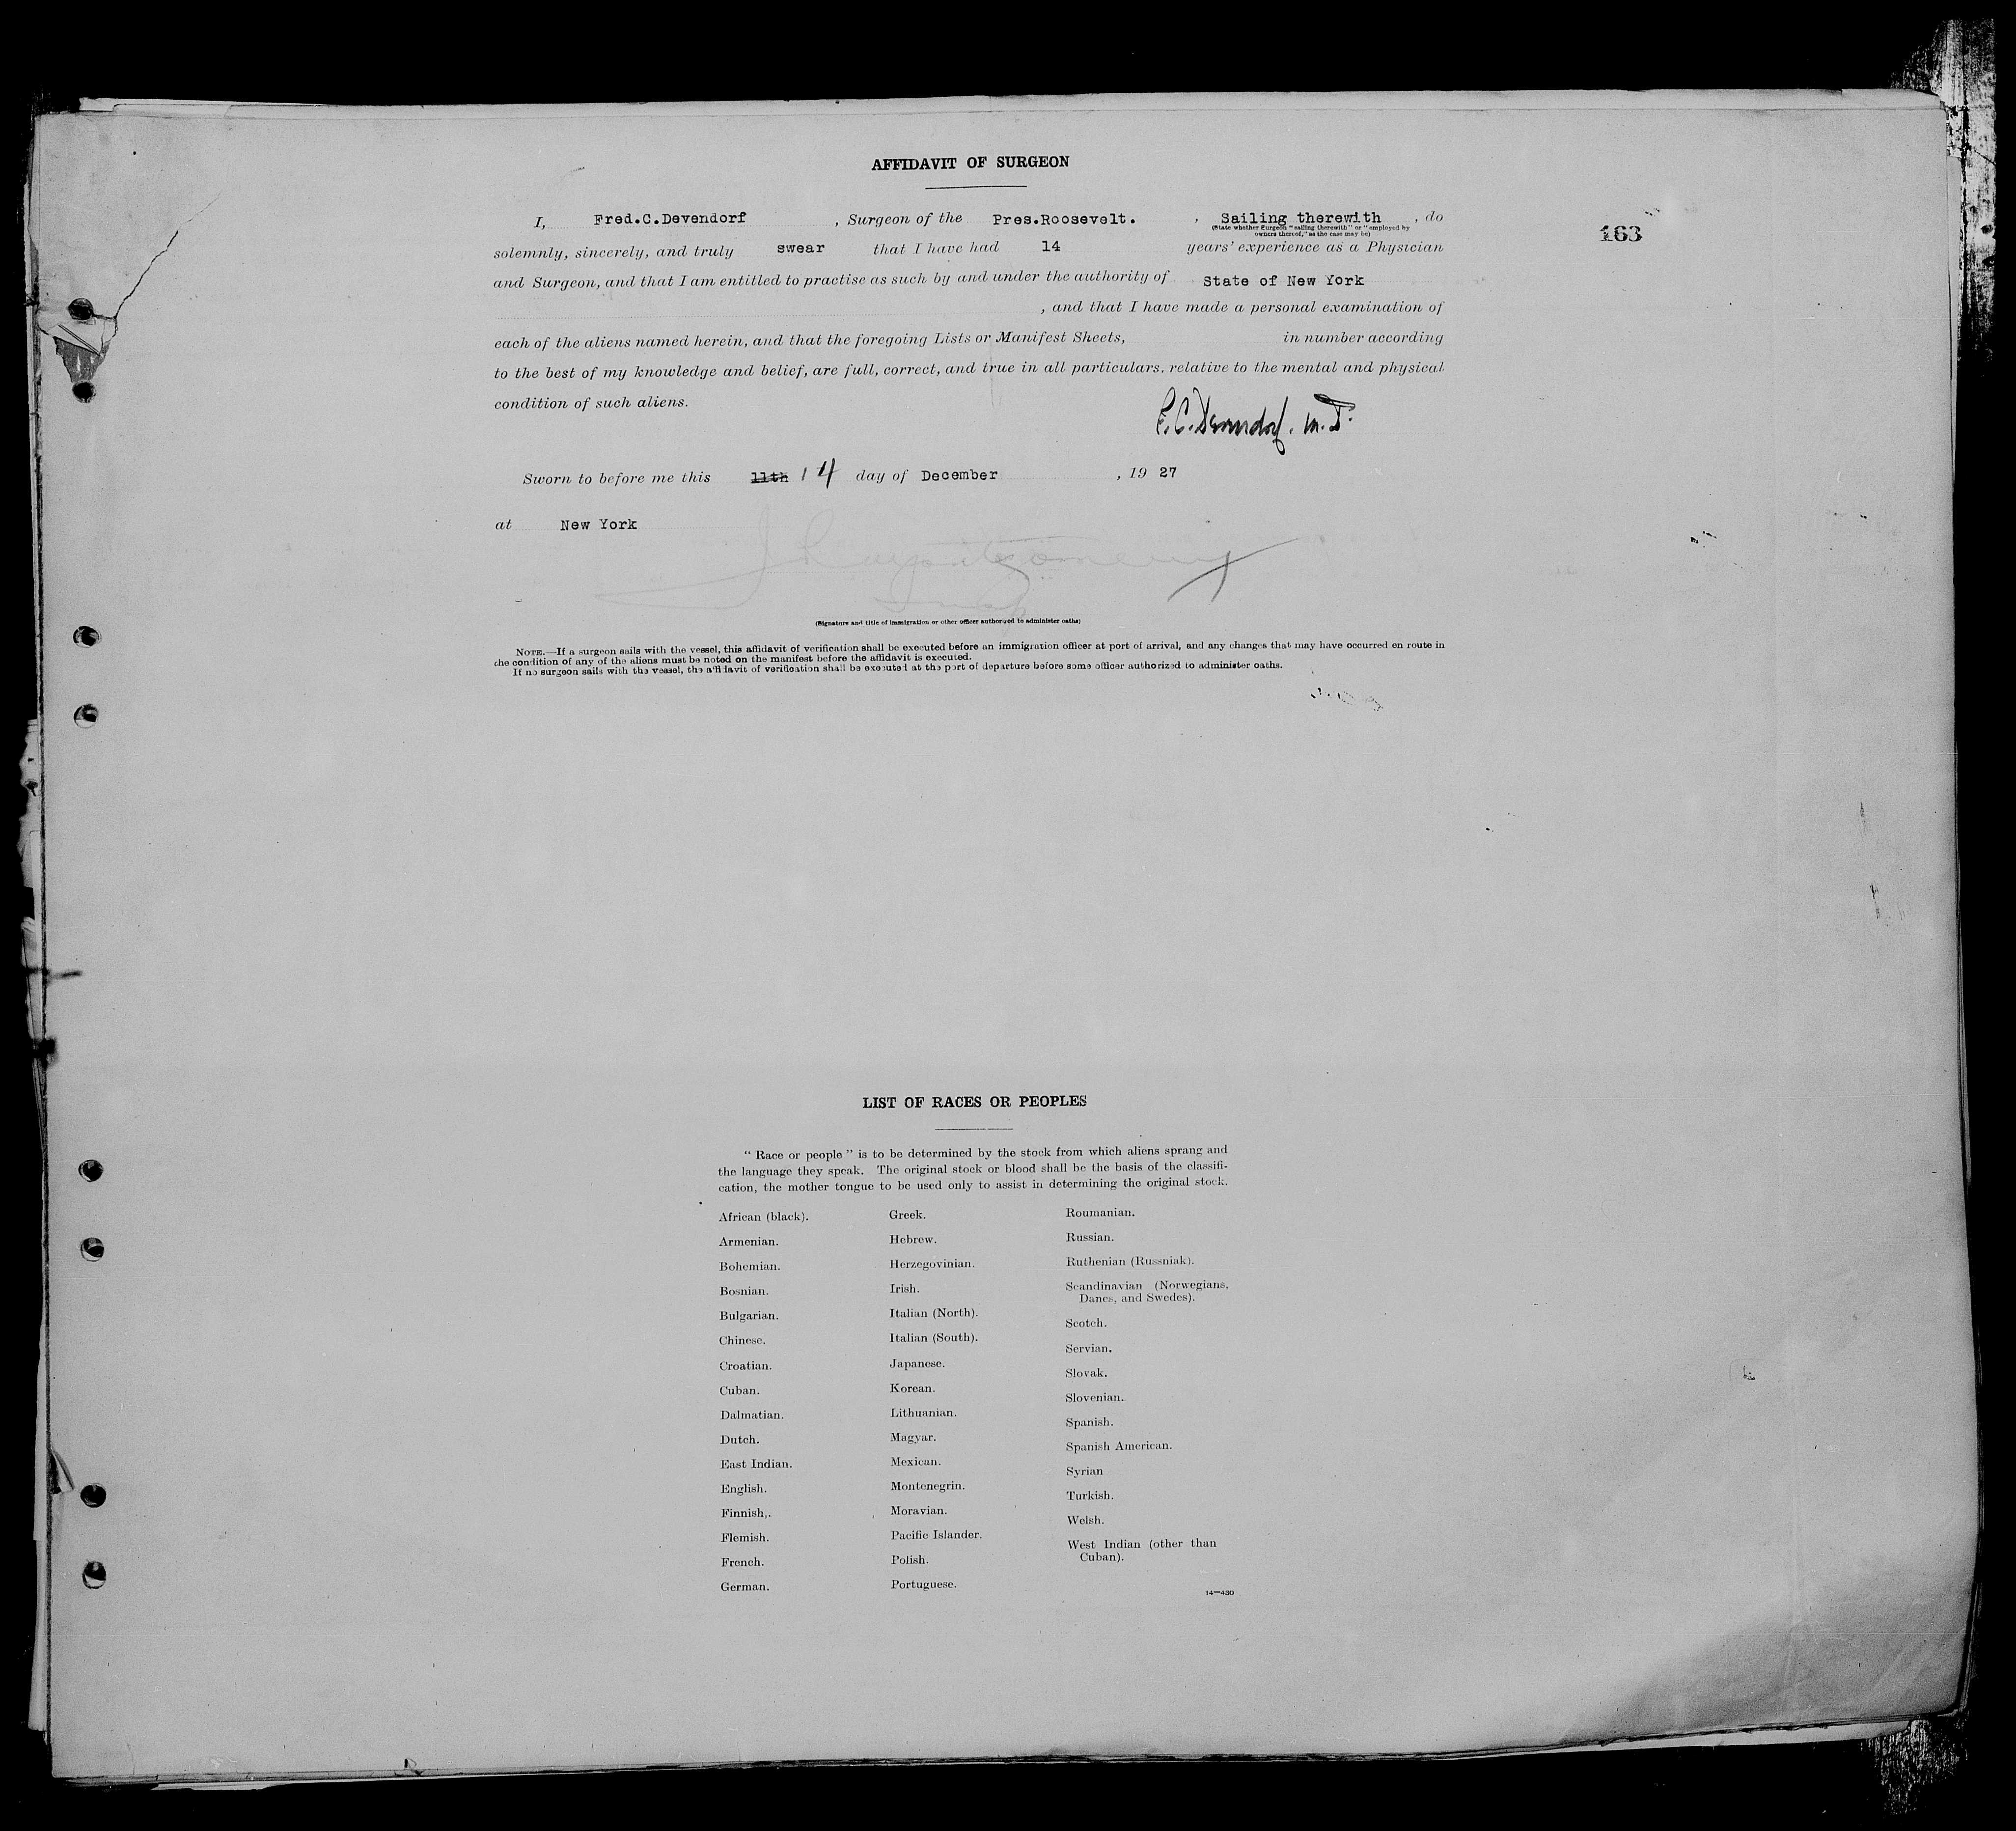 AFFIDAVIT OF SURGEON
I, Fred.C.Devendorf , Surgeon of the Pres.Roosevelt. , Sailing therewith , do
(State whether Surgeon "sailing therewith" or "employed by
owners thereof," as the case may be)
163
solemnly, sincerely, and truly swear that I have had 14 years' experience as a Physician
and Surgeon, and that I am entitled to practise as such by and under the authority of State of New York
, and that I have made a personal examination of
each of the aliens named herein, and that the foregoing Lists or Manifest Sheets, in number according
to the best of my knowledge and belief, are full, correct, and true in all particulars, relative to the mental and physical
condition of such aliens.
F.C. Devendorf. M.D.
Sworn to before me this 11th 14 day of December , 19 27
at New York
(Signature and title of immigration or other officer authorized to administer oaths)
NOTE.—If a surgeon sails with the vessel, this affidavit of verification shall be executed before an immigration officer at port of arrival, and any changes that may have occurred en route in
the condition of any of the aliens must be noted on the manifest before the affidavit is executed.
If no surgeon sails with the vessel, the affidavit of verification shall be executed at the port of departure before some officer authorized to administer oaths.
LIST OF RACES OR PEOPLES
" Race or people " is to be determined by the stock from which aliens sprang and
the language they speak. The original stock or blood shall be the basis of the classifi-
cation, the mother tongue to be used only to assist in determining the original stock.
African (black).
Armenian.
Bohemian.
Bosnian.
Bulgarian.
Chinese.
Croatian.
Cuban.
Dalmatian.
Dutch.
East Indian.
English.
Finnish,.
Flemish.
French.
German.
Greek.
Hebrew.
Herzegovinian.
Irish.
Italian (North).
Italian (South).
Japanese.
Korean.
Lithuanian.
Magyar.
Mexican.
Montenegrin.
Moravian.
Pacific Islander.
Polish.
Portuguese.
Roumanian.
Russian.
Ruthenian (Russniak).
Scandinavian (Norwegians,
Danes, and Swedes).
Scotch.
Servian.
Slovak.
Slovenian.
Spanish.
Spanish American.
Syrian
Turkish.
Welsh.
West Indian (other than
Cuban).
14—430